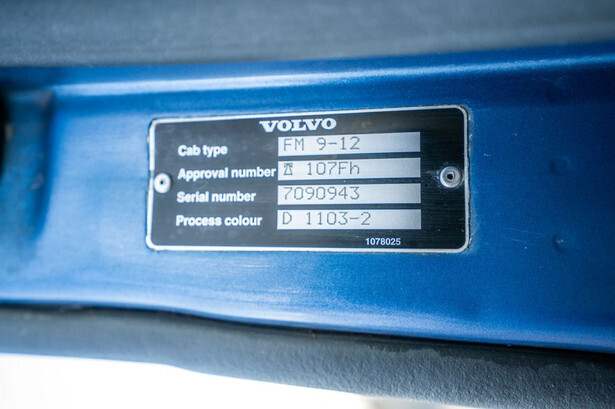 VOLVO
Cab type FM 9-12
Approval number 107Fh
Serial number 7090943
Process colour D 1103-2
1078025